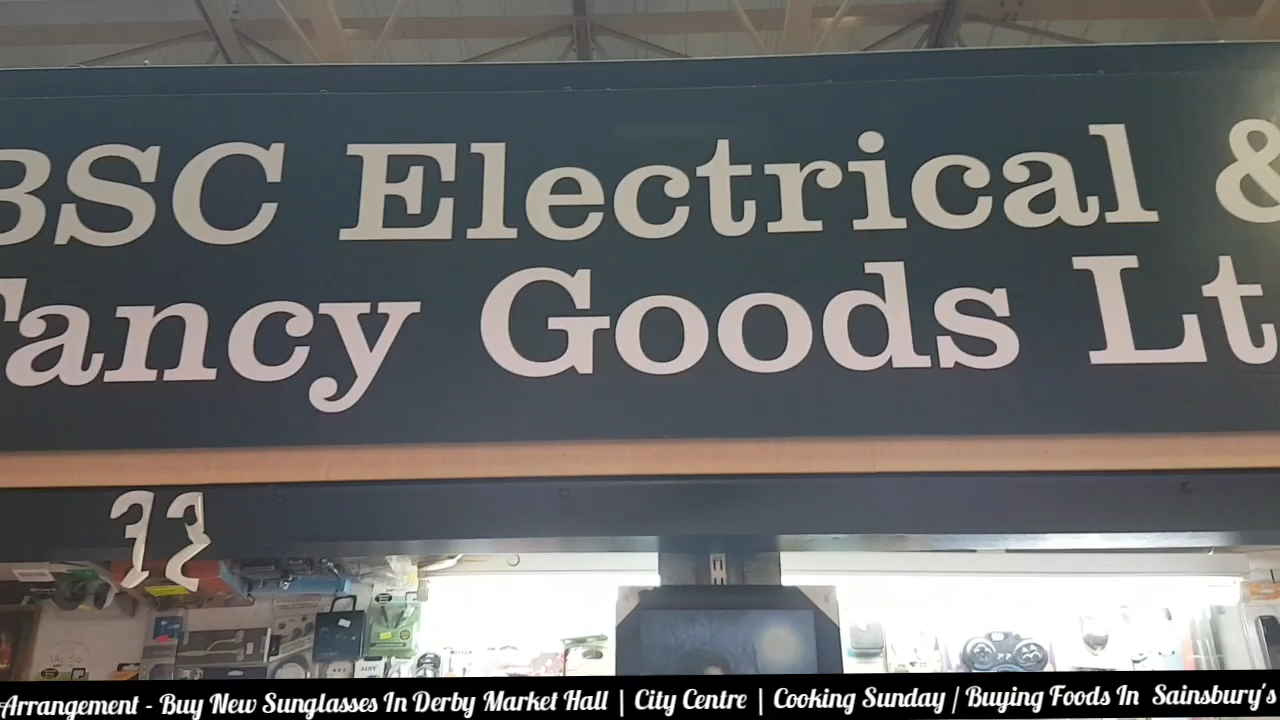 BSC Electrical &
Fancy Goods Lt
Arrangement - Buy New Sunglasses In Derby Market Hall | City Centre | Cooking Sunday / Buying Foods In Sainsbury's